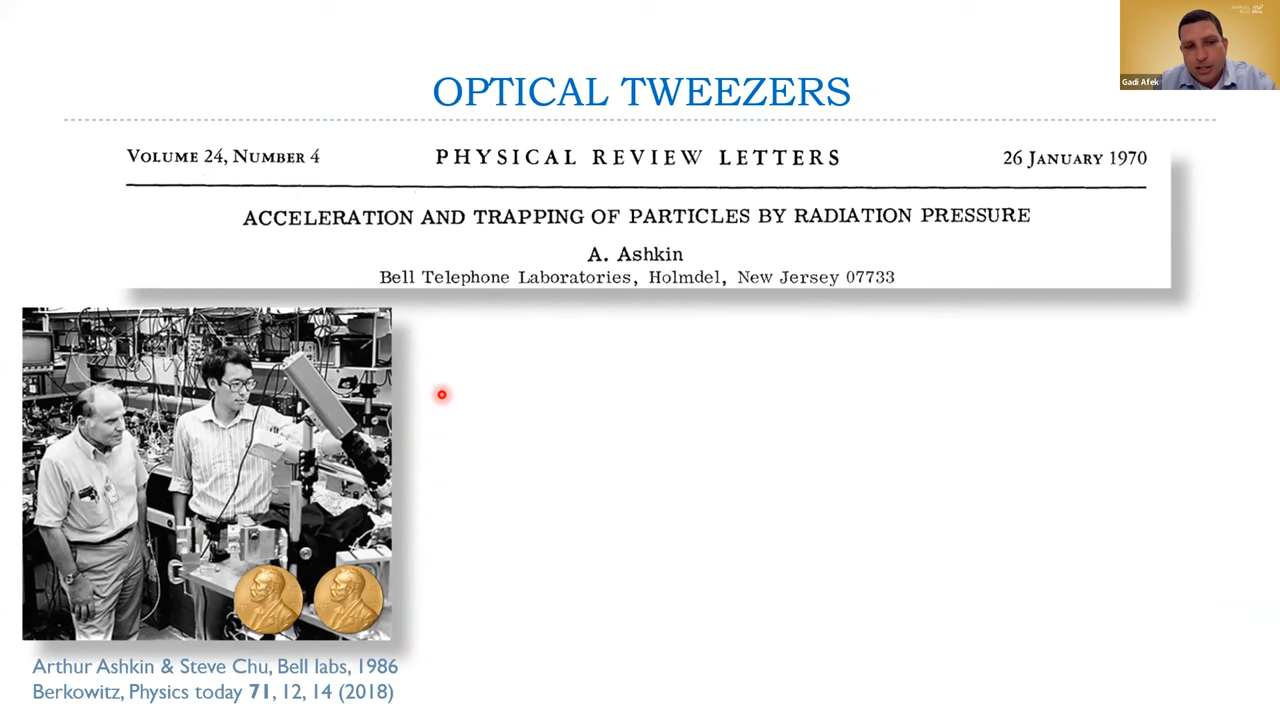 OPTICAL TWEEZERS
Gadi Afek
VOLUME 24, NUMBER 4 PHYSICAL REVIEW LETTERS 26 JANUARY 1970
ACCELERATION AND TRAPPING OF PARTICLES BY RADIATION PRESSURE
A. Ashkin
Bell Telephone Laboratories, Holmdel, New Jersey 07733
Arthur Ashkin & Steve Chu, Bell labs, 1986
Berkowitz, Physics today 71, 12, 14 (2018)